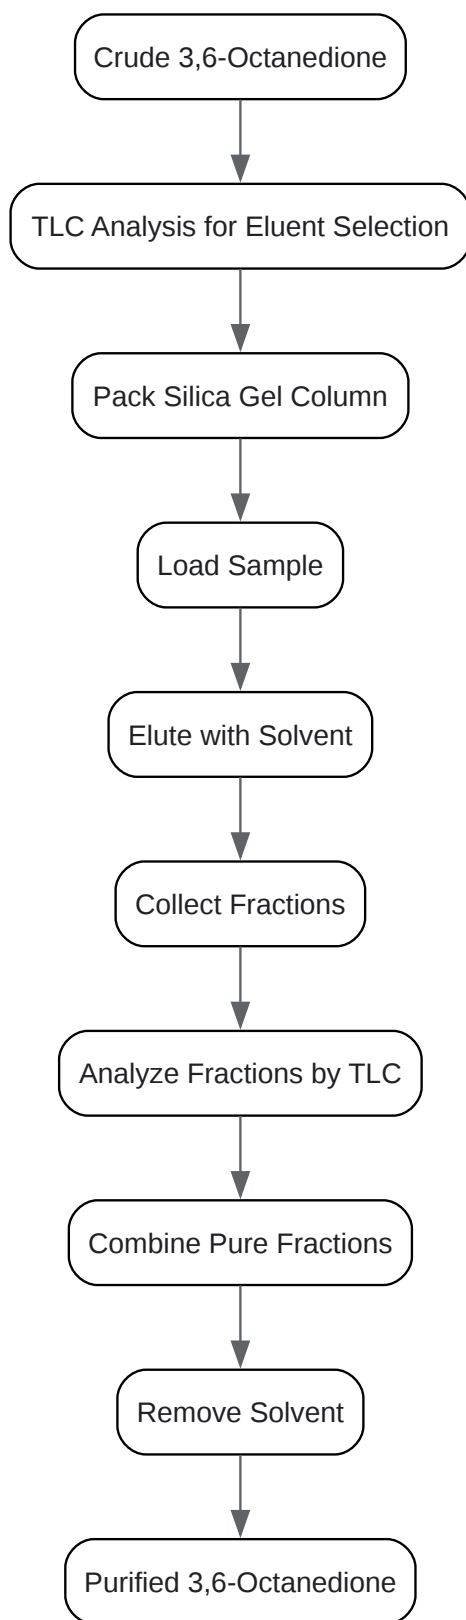 Crude 3,6-Octanedione
TLC Analysis for Eluent Selection
Pack Silica Gel Column
Load Sample
Elute with Solvent
Collect Fractions
Analyze Fractions by TLC
Combine Pure Fractions
Remove Solvent
Purified 3,6-Octanedione